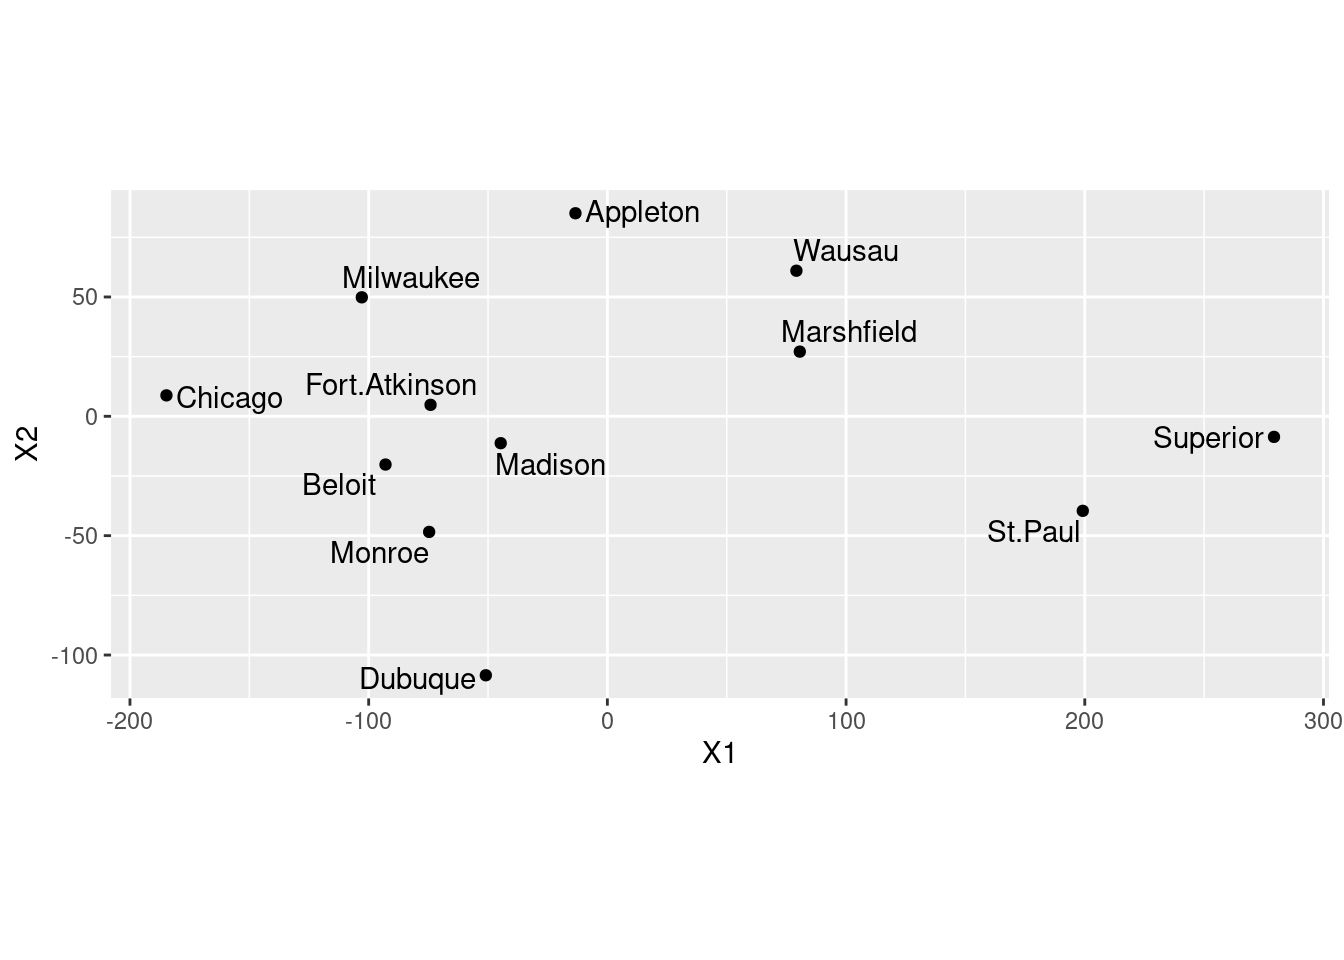 Appleton
Wausau
Milwaukee
50
Marshfield
Fort.Atkinson
Chicago
0
X2
Superior
Madison
Beloit
St.Paul
-50
Monroe
-100
Dubuque
-200
-100
0
100
200
300
X1